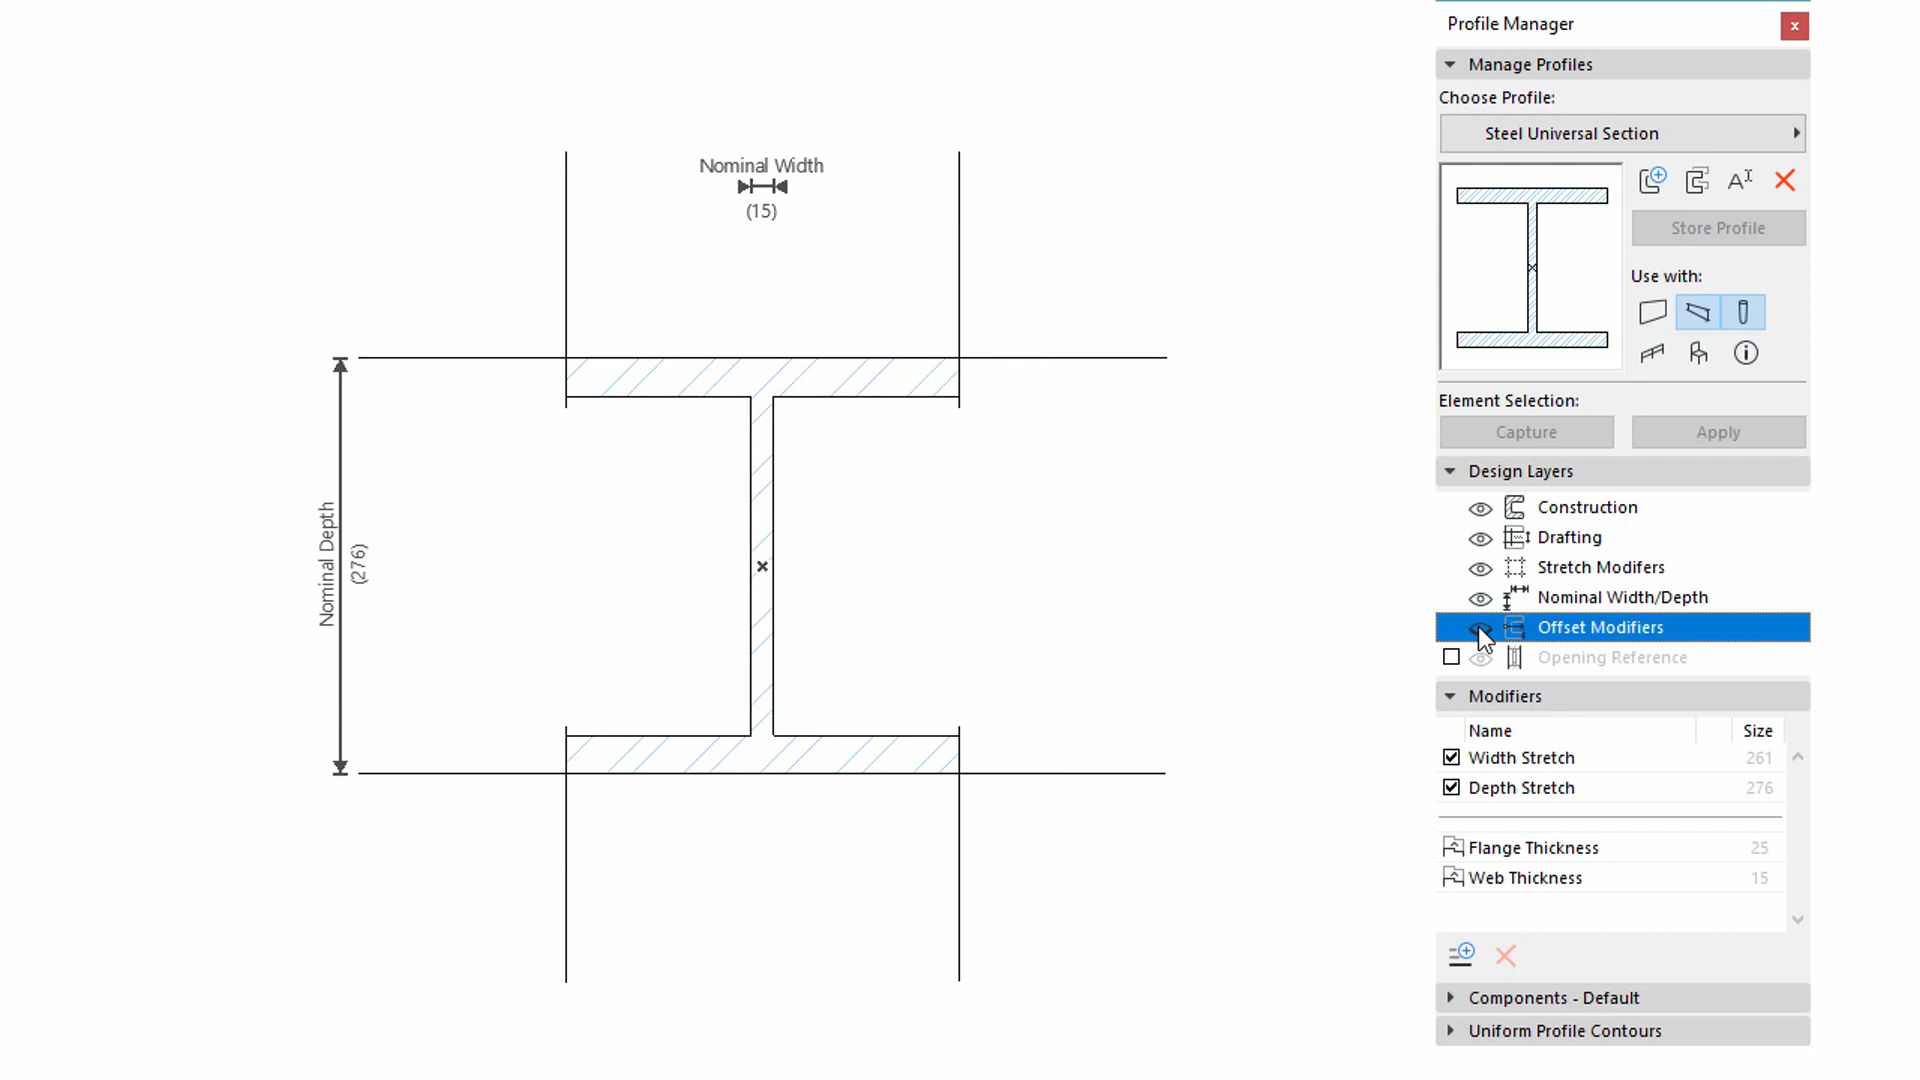 Profile Manager
x
Manage Profiles
Choose Profile:
Steel Universal Section
Store Profile
Use with:
Element Selection:
Capture
Apply
Design Layers
Construction
Drafting
Stretch Modifers
Nominal Width/Depth
Offset Modifiers
Opening Reference
Modifiers
Name Size
Width Stretch 261
Depth Stretch 276
Flange Thickness 25
Web Thickness 15
Components - Default
Uniform Profile Contours
Nominal Width
(15)
Nominal Depth
(276)